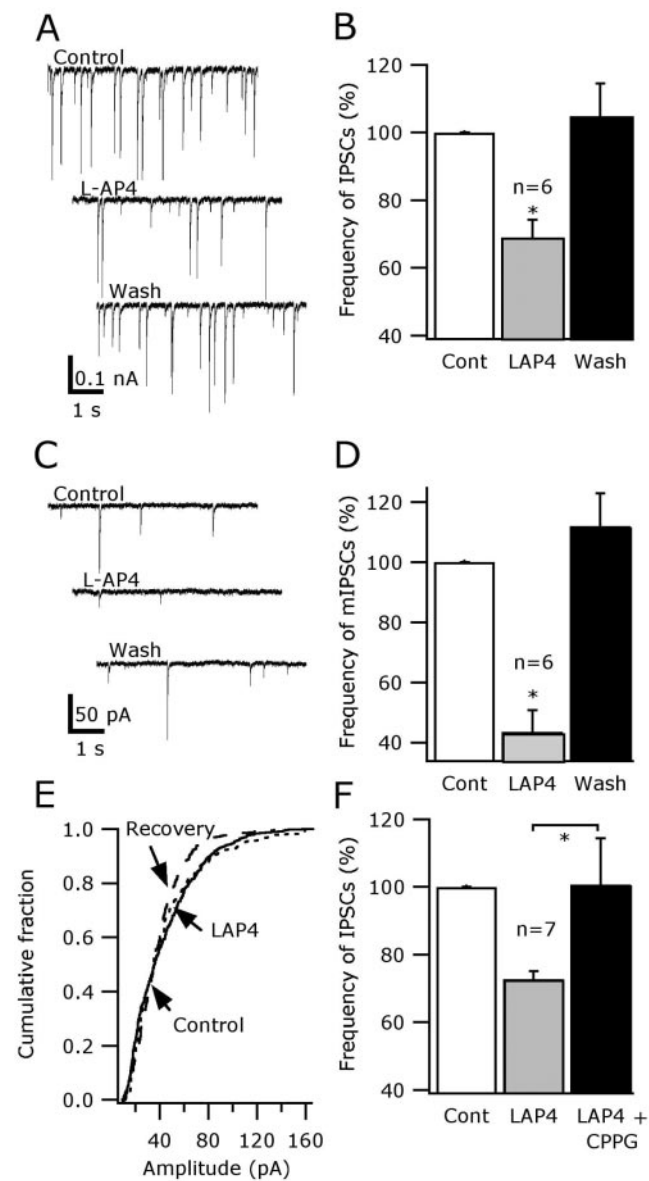 A
Control
L-AP4
Wash
0.1 nA
1 s
B
Frequency of IPSCs (%)
120
100
80
60
40
n=6
*
Cont LAP4 Wash
C
Control
L-AP4
Wash
50 pA
1 s
D
Frequency of mIPSCs (%)
120
100
80
60
40
n=6
*
Cont LAP4 Wash
E
Cumulative fraction
1.0
0.8
0.6
0.4
0.2
0.0
Recovery
LAP4
Control
40 80 120 160
Amplitude (pA)
F
Frequency of IPSCs (%)
120
100
80
60
40
*
n=7
Cont LAP4 LAP4 +
CPPG